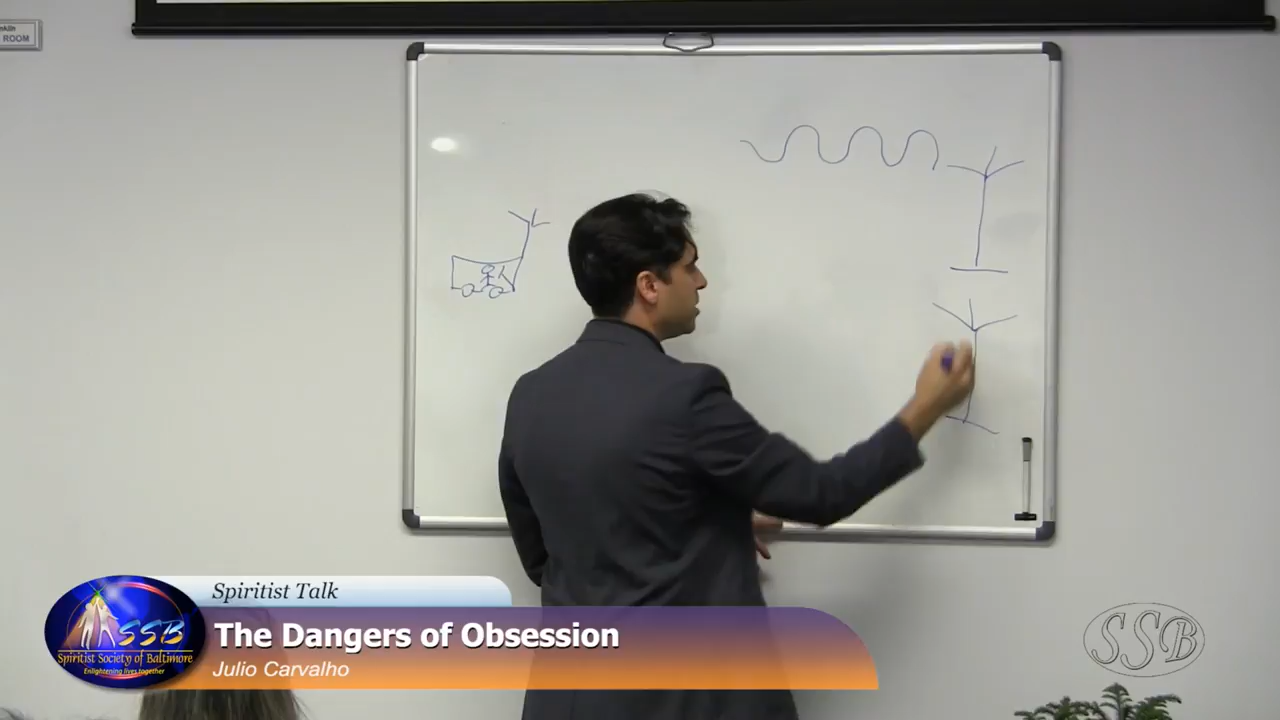 ROOM
Spiritist Talk
The Dangers of Obsession
Julio Carvalho
SSB
Spiritist Society of Baltimore
Enlightening lives together
SSB